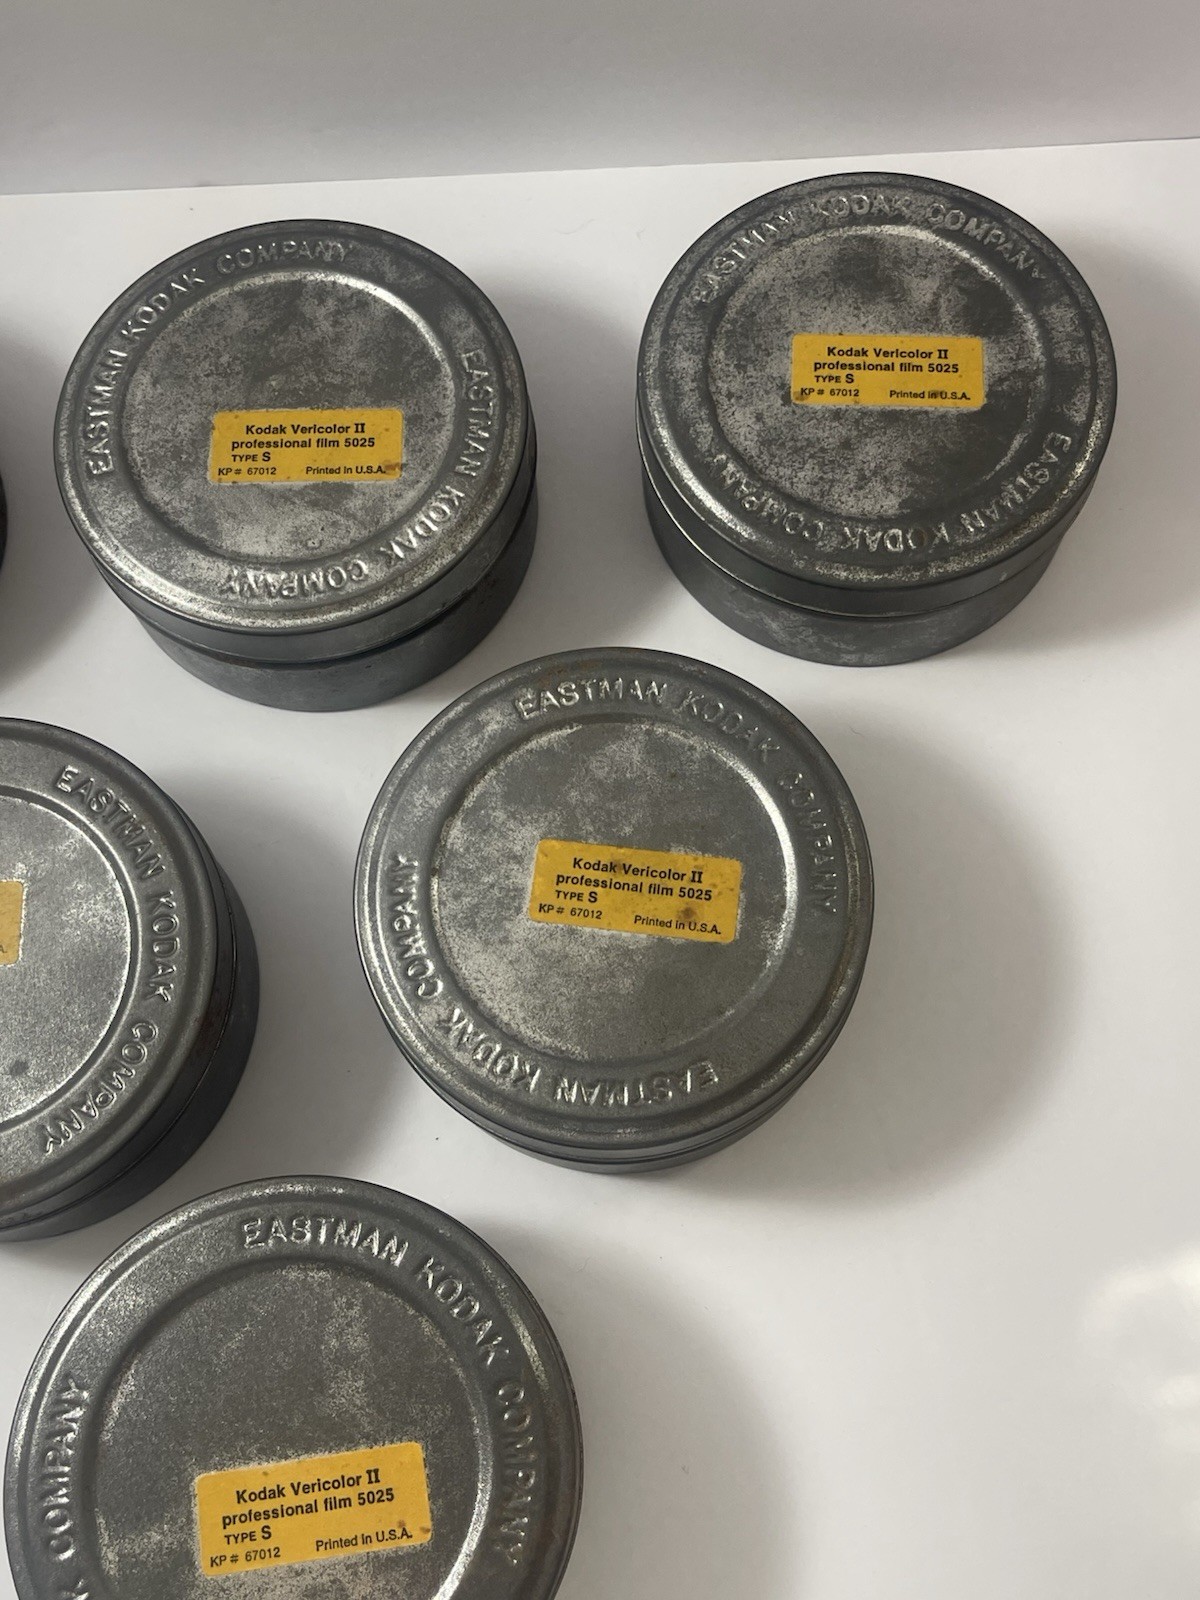 EASTMAN KODAK COMPANY
EASTMAN KODAK COMPANY
Kodak Vericolor II
professional film 5025
TYPE S
KP# 67012 Printed in U.S.A.
EASTMAN KODAK COMPANY
EASTMAN KODAK COMPANY
Kodak Vericolor II
professional film 5025
TYPE S
KP# 67012 Printed in U.S.A.
EASTMAN KODAK COMPANY
EASTMAN KODAK COMPANY
Kodak Vericolor II
professional film 5025
TYPE S
KP# 67012 Printed in U.S.A.
EASTMAN KODAK COMPANY
EASTMAN KODAK COMPANY
COMPANY
Kodak Vericolor II
professional film 5025
TYPE S
KP# 67012 Printed in U.S.A.